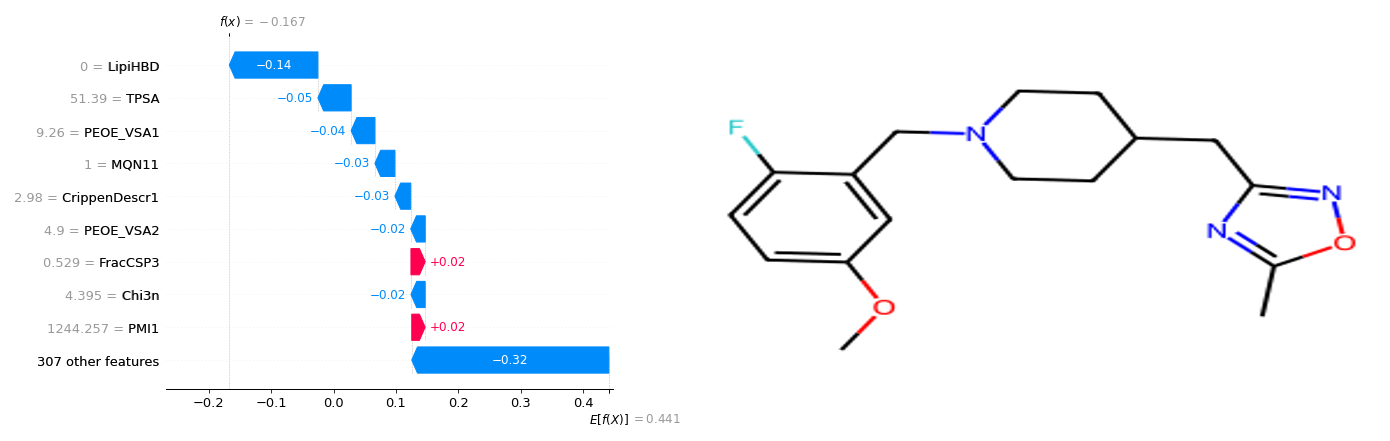 f(x) = −0.167
0 = LipiHBD
−0.14
51.39 = TPSA
−0.05
9.26 = PEOE_VSA1
−0.04
1 = MQN11
−0.03
2.98 = CrippenDescr1
−0.03
4.9 = PEOE_VSA2
−0.02
0.529 = FracCSP3
+0.02
4.395 = Chi3n
−0.02
1244.257 = PMI1
+0.02
307 other features
−0.32
−0.2 −0.1 0.0 0.1 0.2 0.3 0.4
E[f(X)] = 0.441
F
N
N
N
O
O